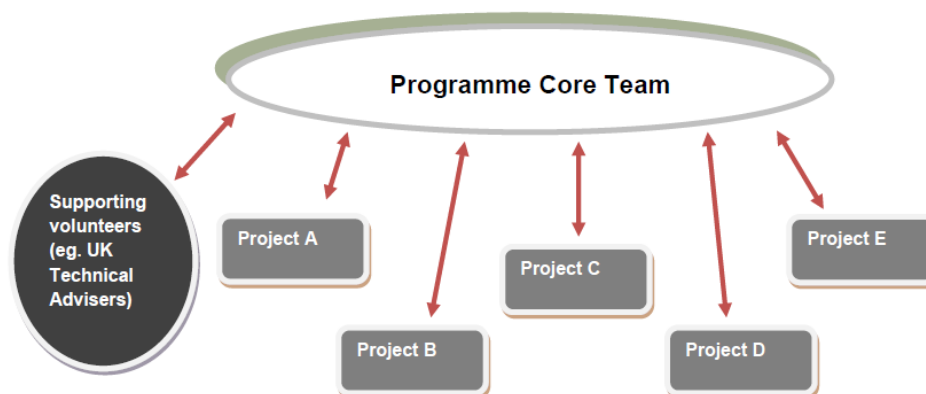 Programme Core Team
Supporting
volunteers
(eg. UK
Technical
Advisers)
Project A
Project B
Project C
Project D
Project E